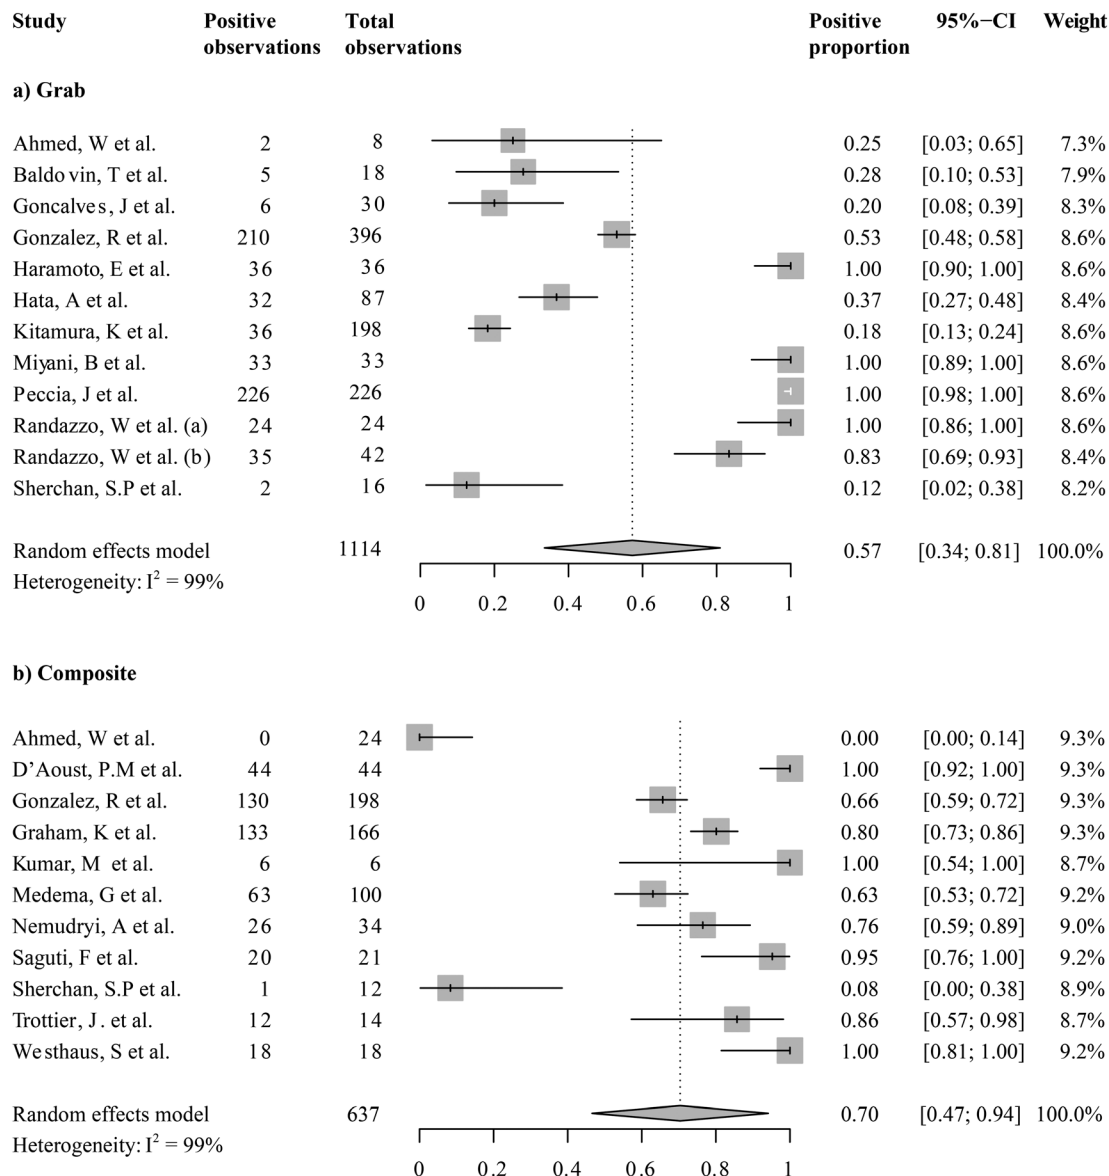 Study Positive observations Total observations Positive proportion 95%−CI Weight
a) Grab
Ahmed, W et al. 2 8 0.25 [0.03; 0.65] 7.3%
Baldo vin, T et al. 5 18 0.28 [0.10; 0.53] 7.9%
Goncalves, J et al. 6 30 0.20 [0.08; 0.39] 8.3%
Gonzalez, R et al. 210 396 0.53 [0.48; 0.58] 8.6%
Haramoto, E et al. 36 36 1.00 [0.90; 1.00] 8.6%
Hata, A et al. 32 87 0.37 [0.27; 0.48] 8.4%
Kitamura, K et al. 36 198 0.18 [0.13; 0.24] 8.6%
Miyani, B et al. 33 33 1.00 [0.89; 1.00] 8.6%
Peccia, J et al. 226 226 1.00 [0.98; 1.00] 8.6%
Randazzo, W et al. (a) 24 24 1.00 [0.86; 1.00] 8.6%
Randazzo, W et al. (b) 35 42 0.83 [0.69; 0.93] 8.4%
Sherchan, S.P et al. 2 16 0.12 [0.02; 0.38] 8.2%
Random effects model 1114 0.57 [0.34; 0.81] 100.0%
Heterogeneity: I² = 99%
0 0.2 0.4 0.6 0.8 1
b) Composite
Ahmed, W et al. 0 24 0.00 [0.00; 0.14] 9.3%
D’Aoust, P.M et al. 44 44 1.00 [0.92; 1.00] 9.3%
Gonzalez, R et al. 130 198 0.66 [0.59; 0.72] 9.3%
Graham, K et al. 133 166 0.80 [0.73; 0.86] 9.3%
Kumar, M et al. 6 6 1.00 [0.54; 1.00] 8.7%
Medema, G et al. 63 100 0.63 [0.53; 0.72] 9.2%
Nemudryi, A et al. 26 34 0.76 [0.59; 0.89] 9.0%
Saguti, F et al. 20 21 0.95 [0.76; 1.00] 9.2%
Sherchan, S.P et al. 1 12 0.08 [0.00; 0.38] 8.9%
Trottier, J. et al. 12 14 0.86 [0.57; 0.98] 8.7%
Westhaus, S et al. 18 18 1.00 [0.81; 1.00] 9.2%
Random effects model 637 0.70 [0.47; 0.94] 100.0%
Heterogeneity: I² = 99%
0 0.2 0.4 0.6 0.8 1